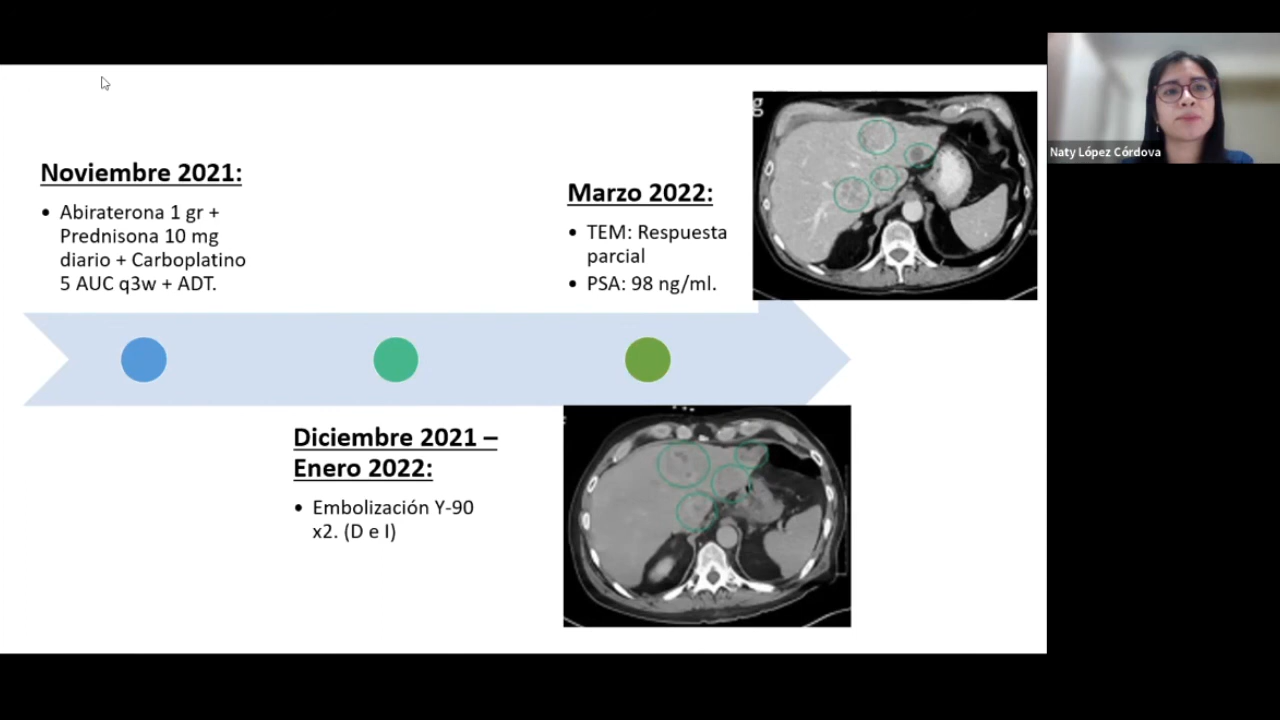 Noviembre 2021:
• Abiraterona 1 gr +
Prednisona 10 mg
diario + Carboplatino
5 AUC q3w + ADT.
Diciembre 2021 –
Enero 2022:
• Embolización Y-90
x2. (D e I)
Marzo 2022:
• TEM: Respuesta
parcial
• PSA: 98 ng/ml.
g
Naty López Córdova